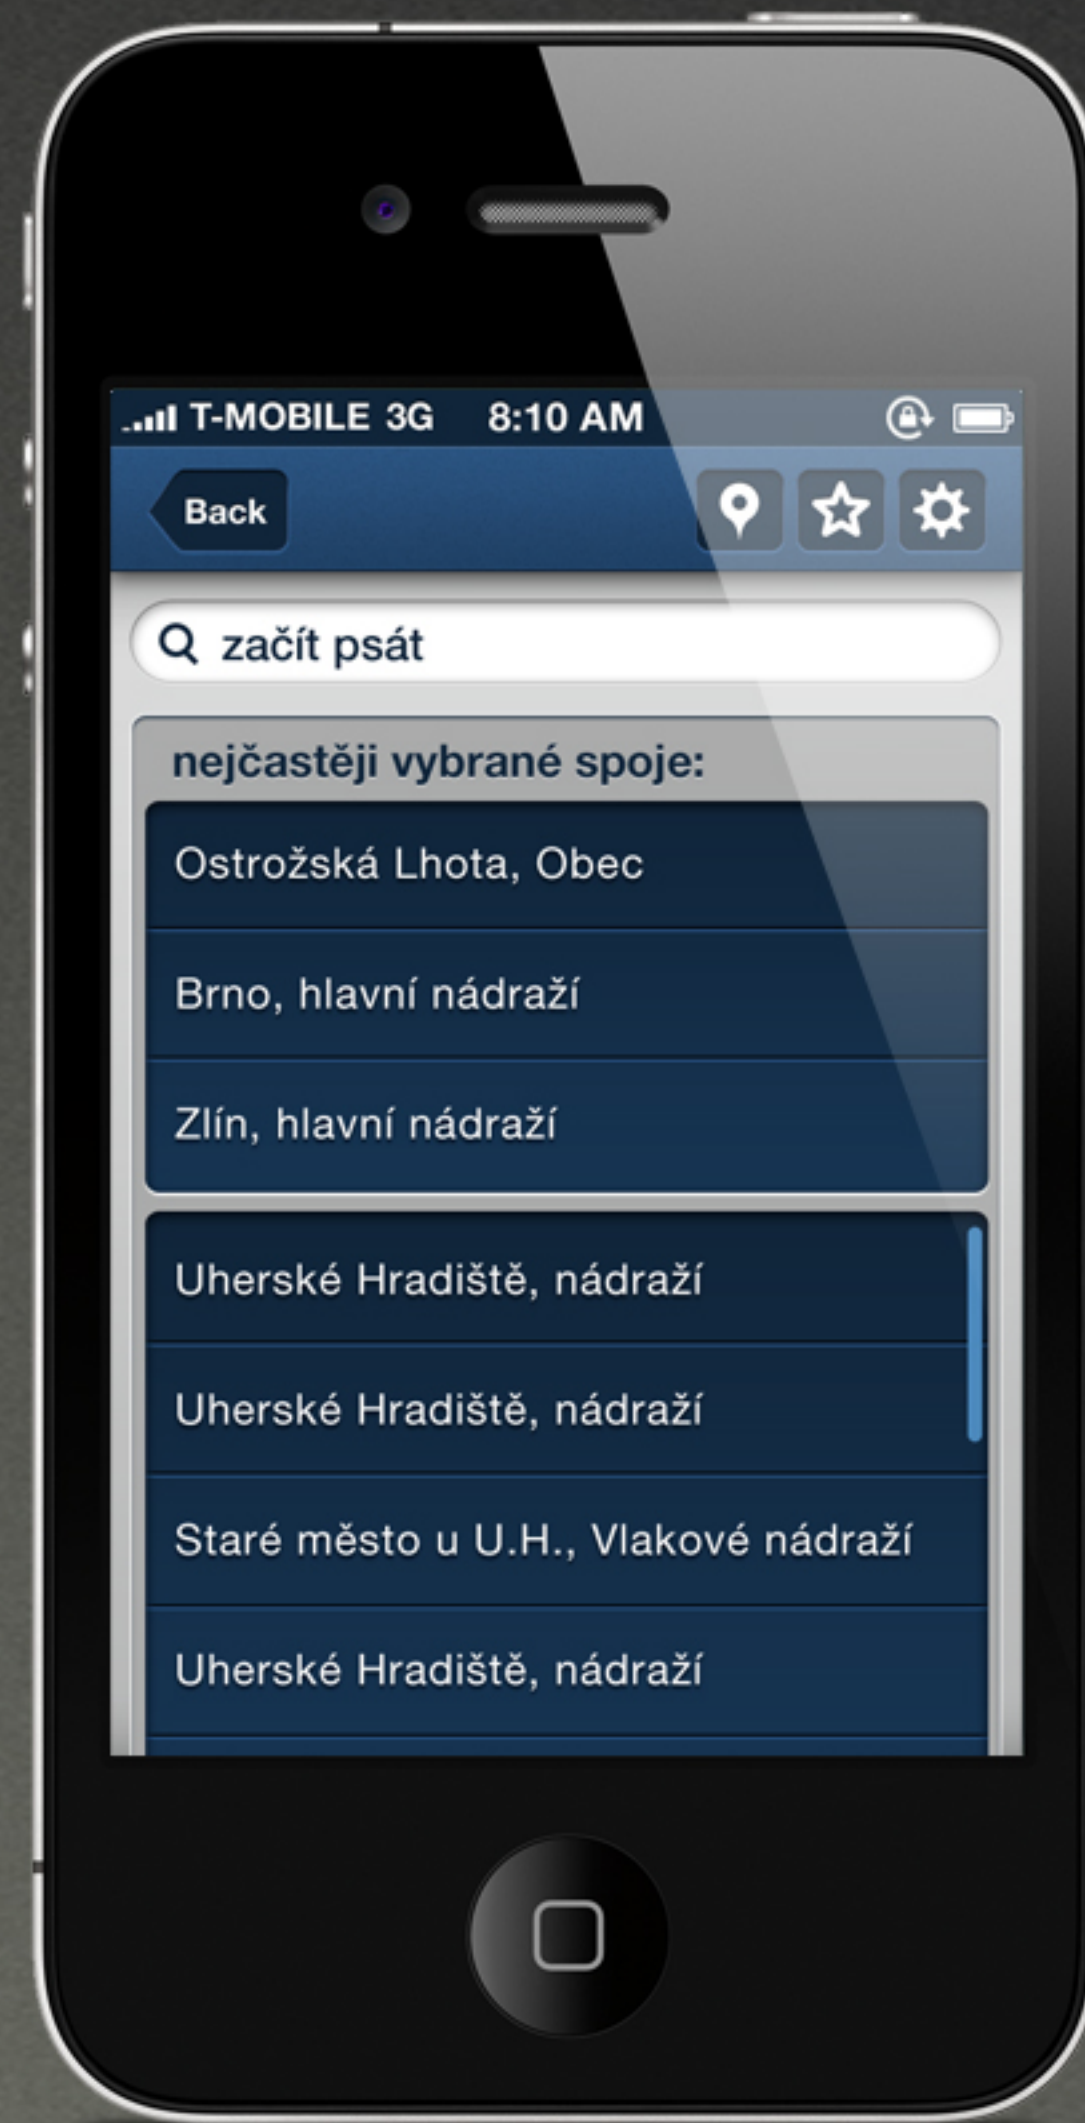 T-MOBILE 3G 8:10 AM
Back
začít psát
nejčastěji vybrané spoje:
Ostrožská Lhota, Obec
Brno, hlavní nádraží
Zlín, hlavní nádraží
Uherské Hradiště, nádraží
Uherské Hradiště, nádraží
Staré město u U.H., Vlakové nádraží
Uherské Hradiště, nádraží